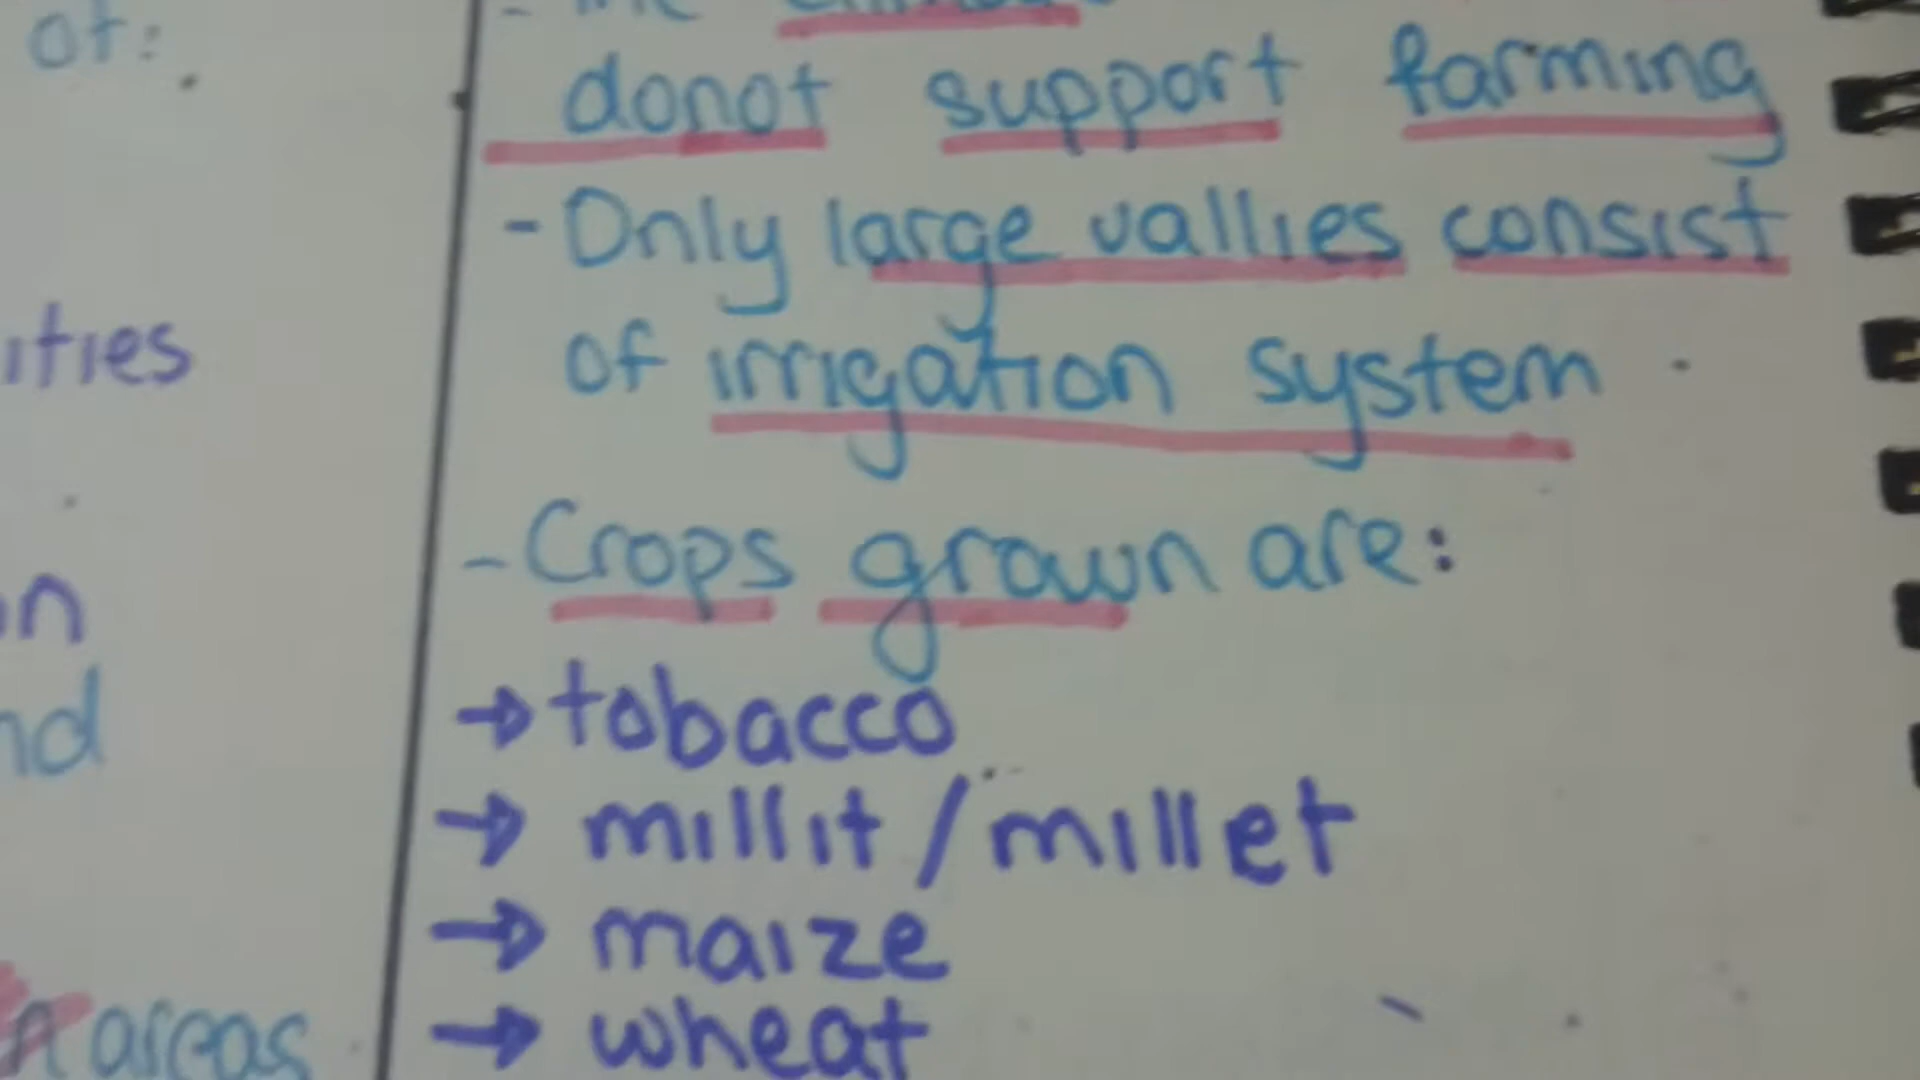 of:
ities
on
nd
areas
donot support farming
- Only large vallies consist
of irrigation system
- Crops grown are:
→ tobacco
→ millit / millet
→ maize
→ wheat